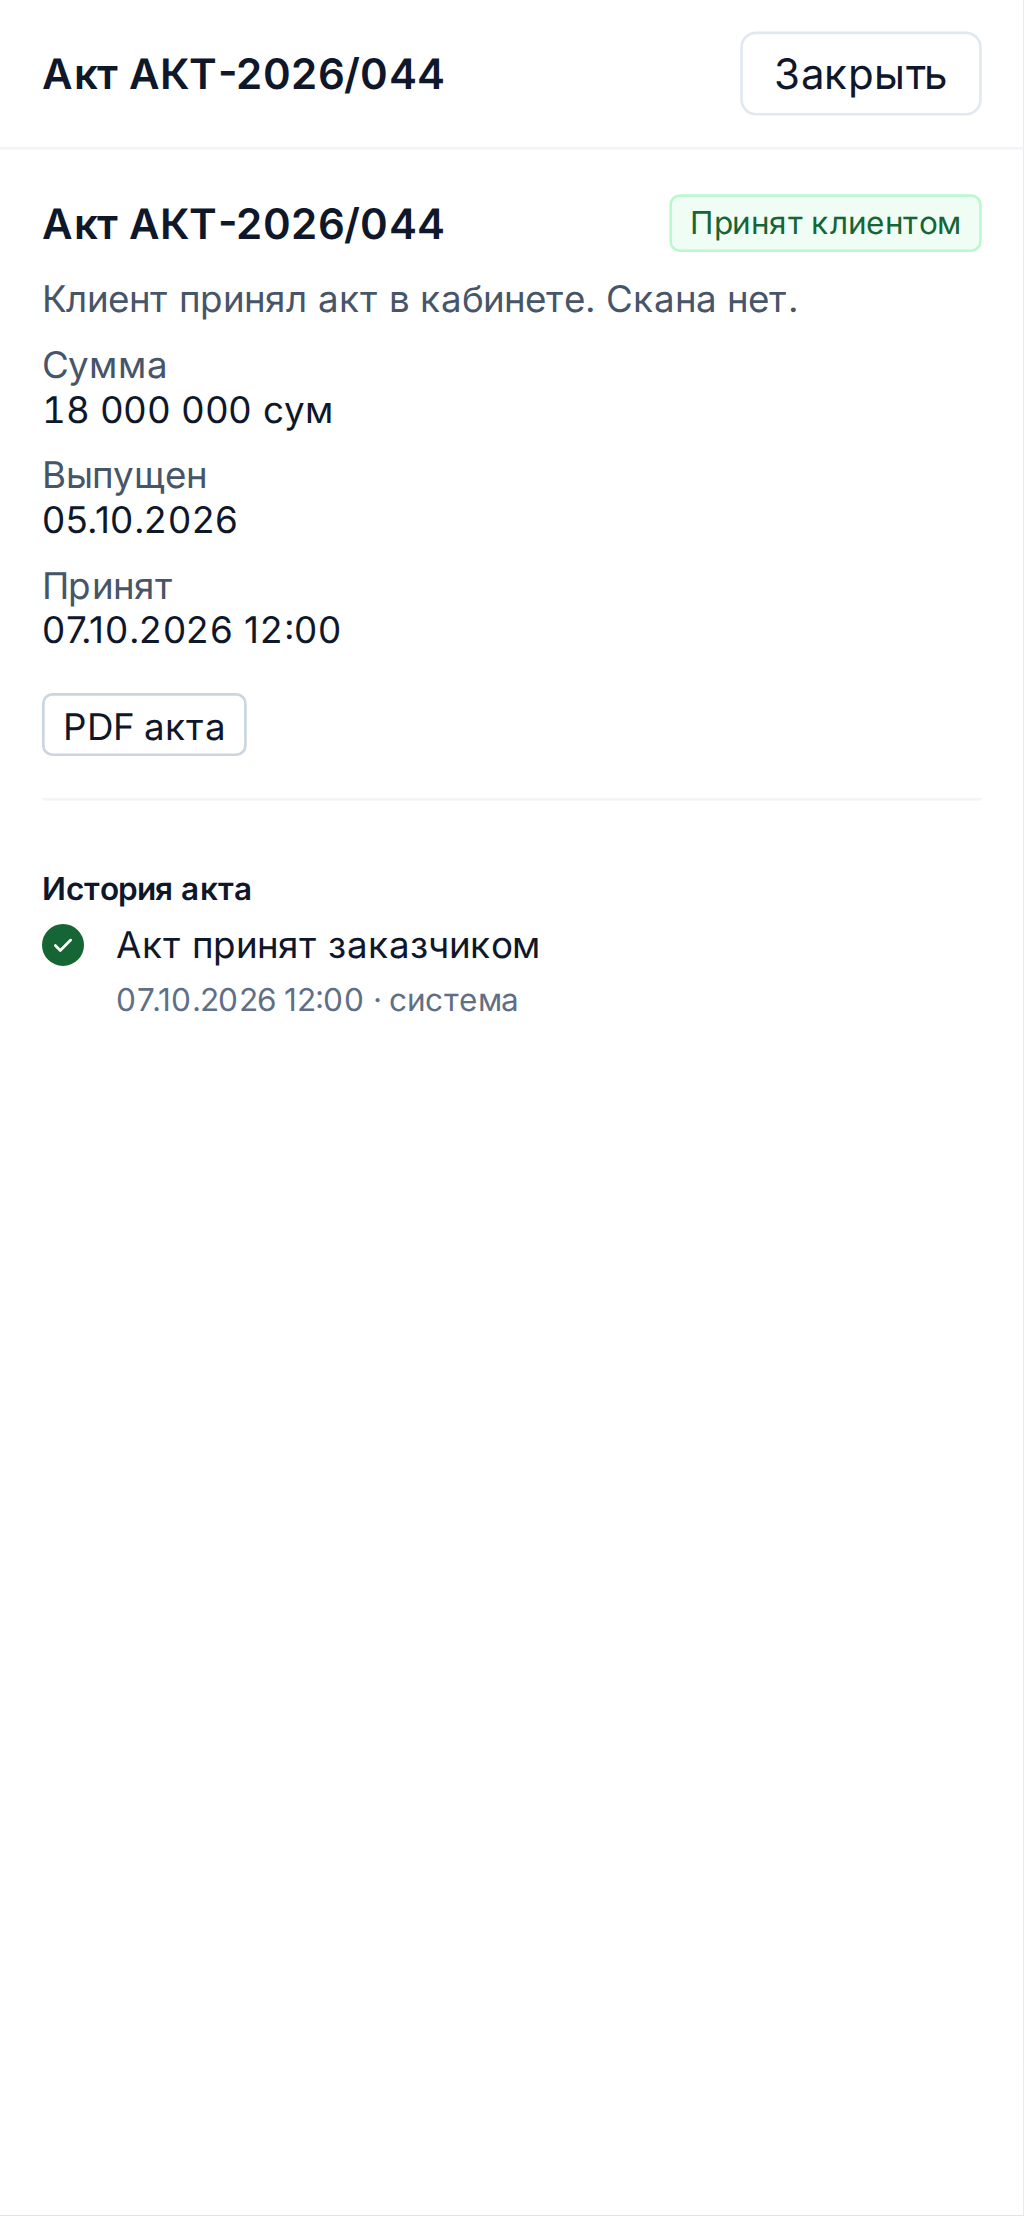 Акт АКТ-2026/044
Закрыть
Акт АКТ-2026/044
Принят клиентом
Клиент принял акт в кабинете. Скана нет.
Сумма
18 000 000 сум
Выпущен
05.10.2026
Принят
07.10.2026 12:00
PDF акта
История акта
Акт принят заказчиком
07.10.2026 12:00 · система